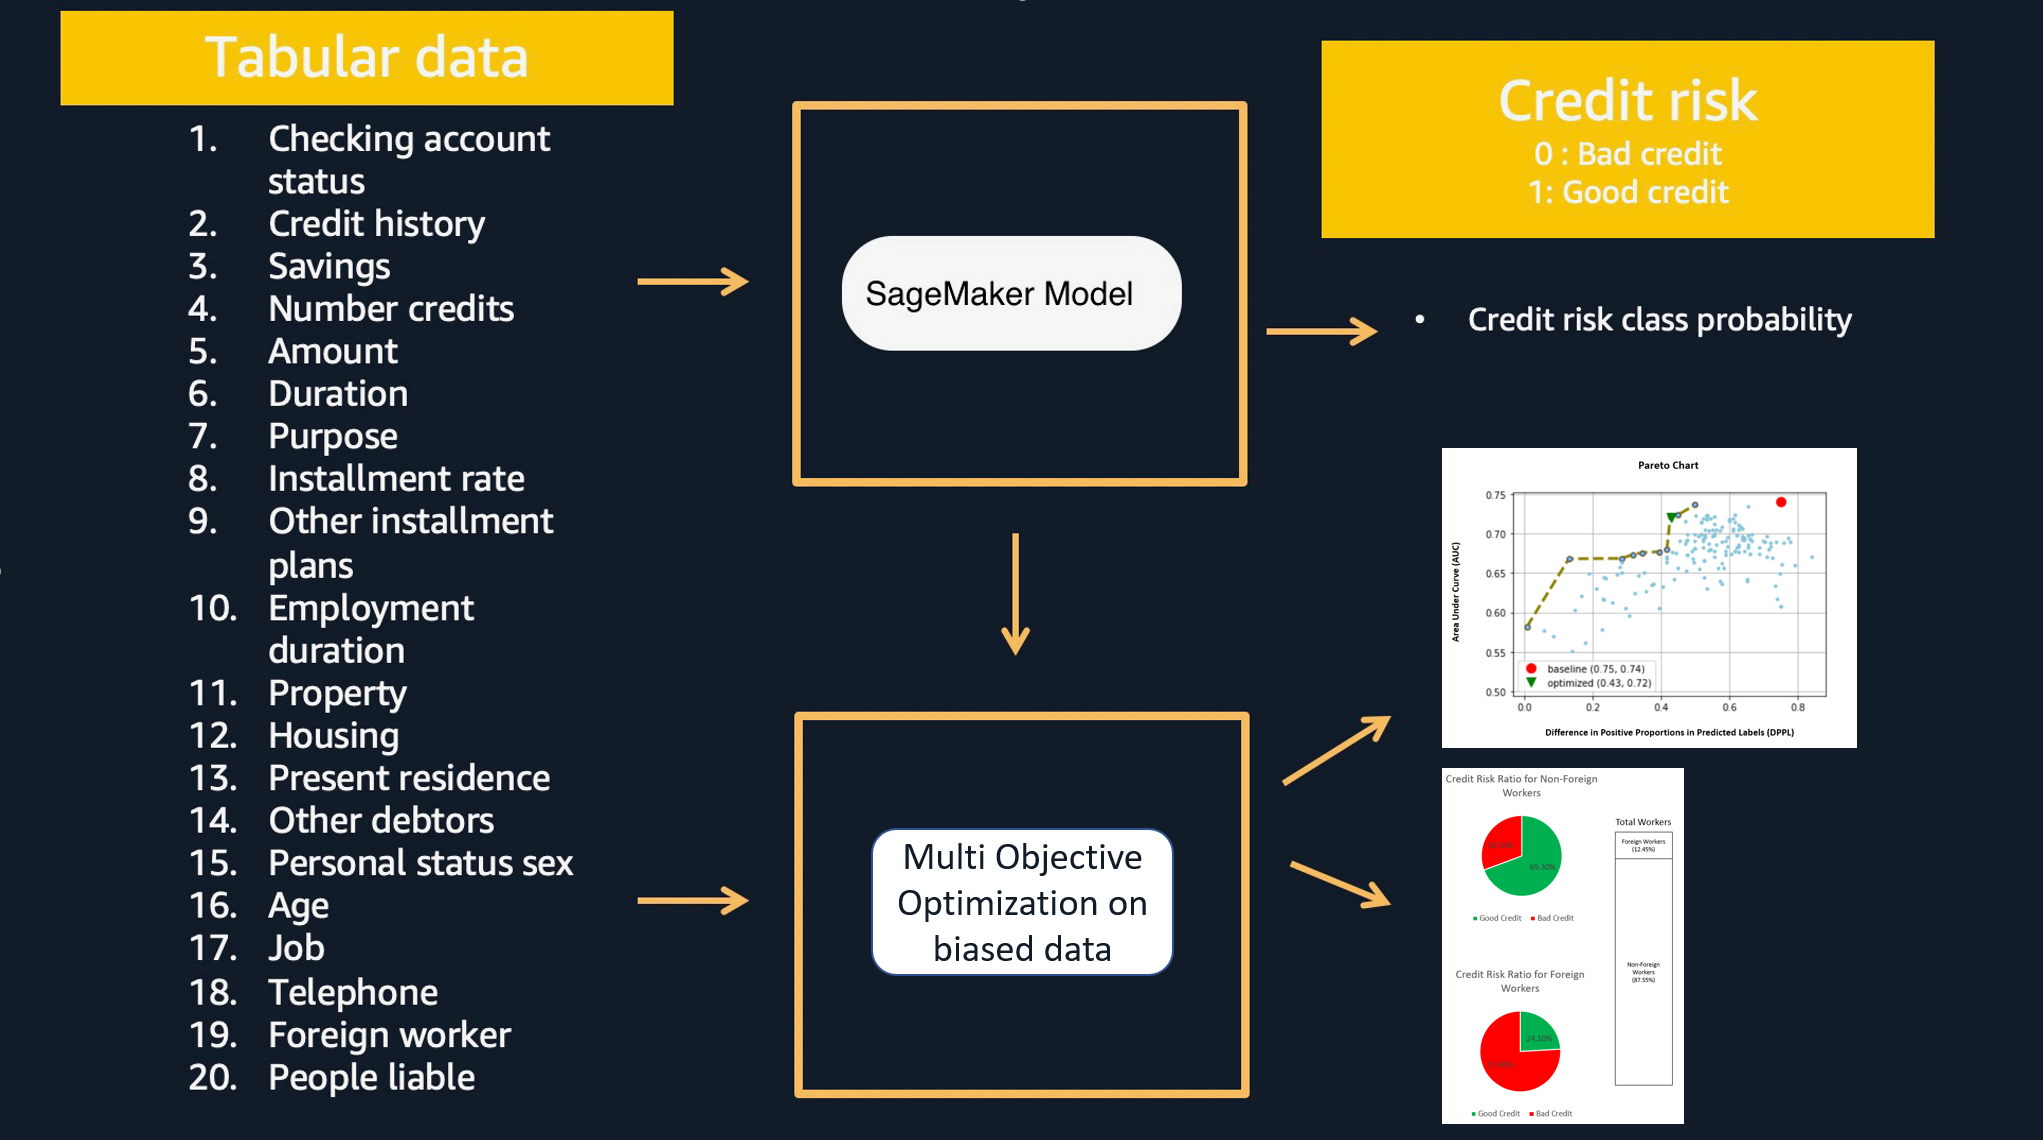 Tabular data
1. Checking account
status
2. Credit history
3. Savings
4. Number credits
5. Amount
6. Duration
7. Purpose
8. Installment rate
9. Other installment
plans
10. Employment
duration
11. Property
12. Housing
13. Present residence
14. Other debtors
15. Personal status sex
16. Age
17. Job
18. Telephone
19. Foreign worker
20. People liable
SageMaker Model
Multi Objective
Optimization on
biased data
Credit risk
0 : Bad credit
1: Good credit
• Credit risk class probability
Pareto Chart
Area Under Curve (AUC)
0.75
0.70
0.65
0.60
0.55
0.50
baseline (0.75, 0.74)
optimized (0.43, 0.72)
0.0 0.2 0.4 0.6 0.8
Difference in Positive Proportions in Predicted Labels (DPPL)
Credit Risk Ratio for Non-Foreign
Workers
69.30%
Good Credit Bad Credit
Total Workers
Foreign Workers
(12.45%)
Non-Foreign
Workers
(87.55%)
Credit Risk Ratio for Foreign
Workers
24.10%
Good Credit Bad Credit